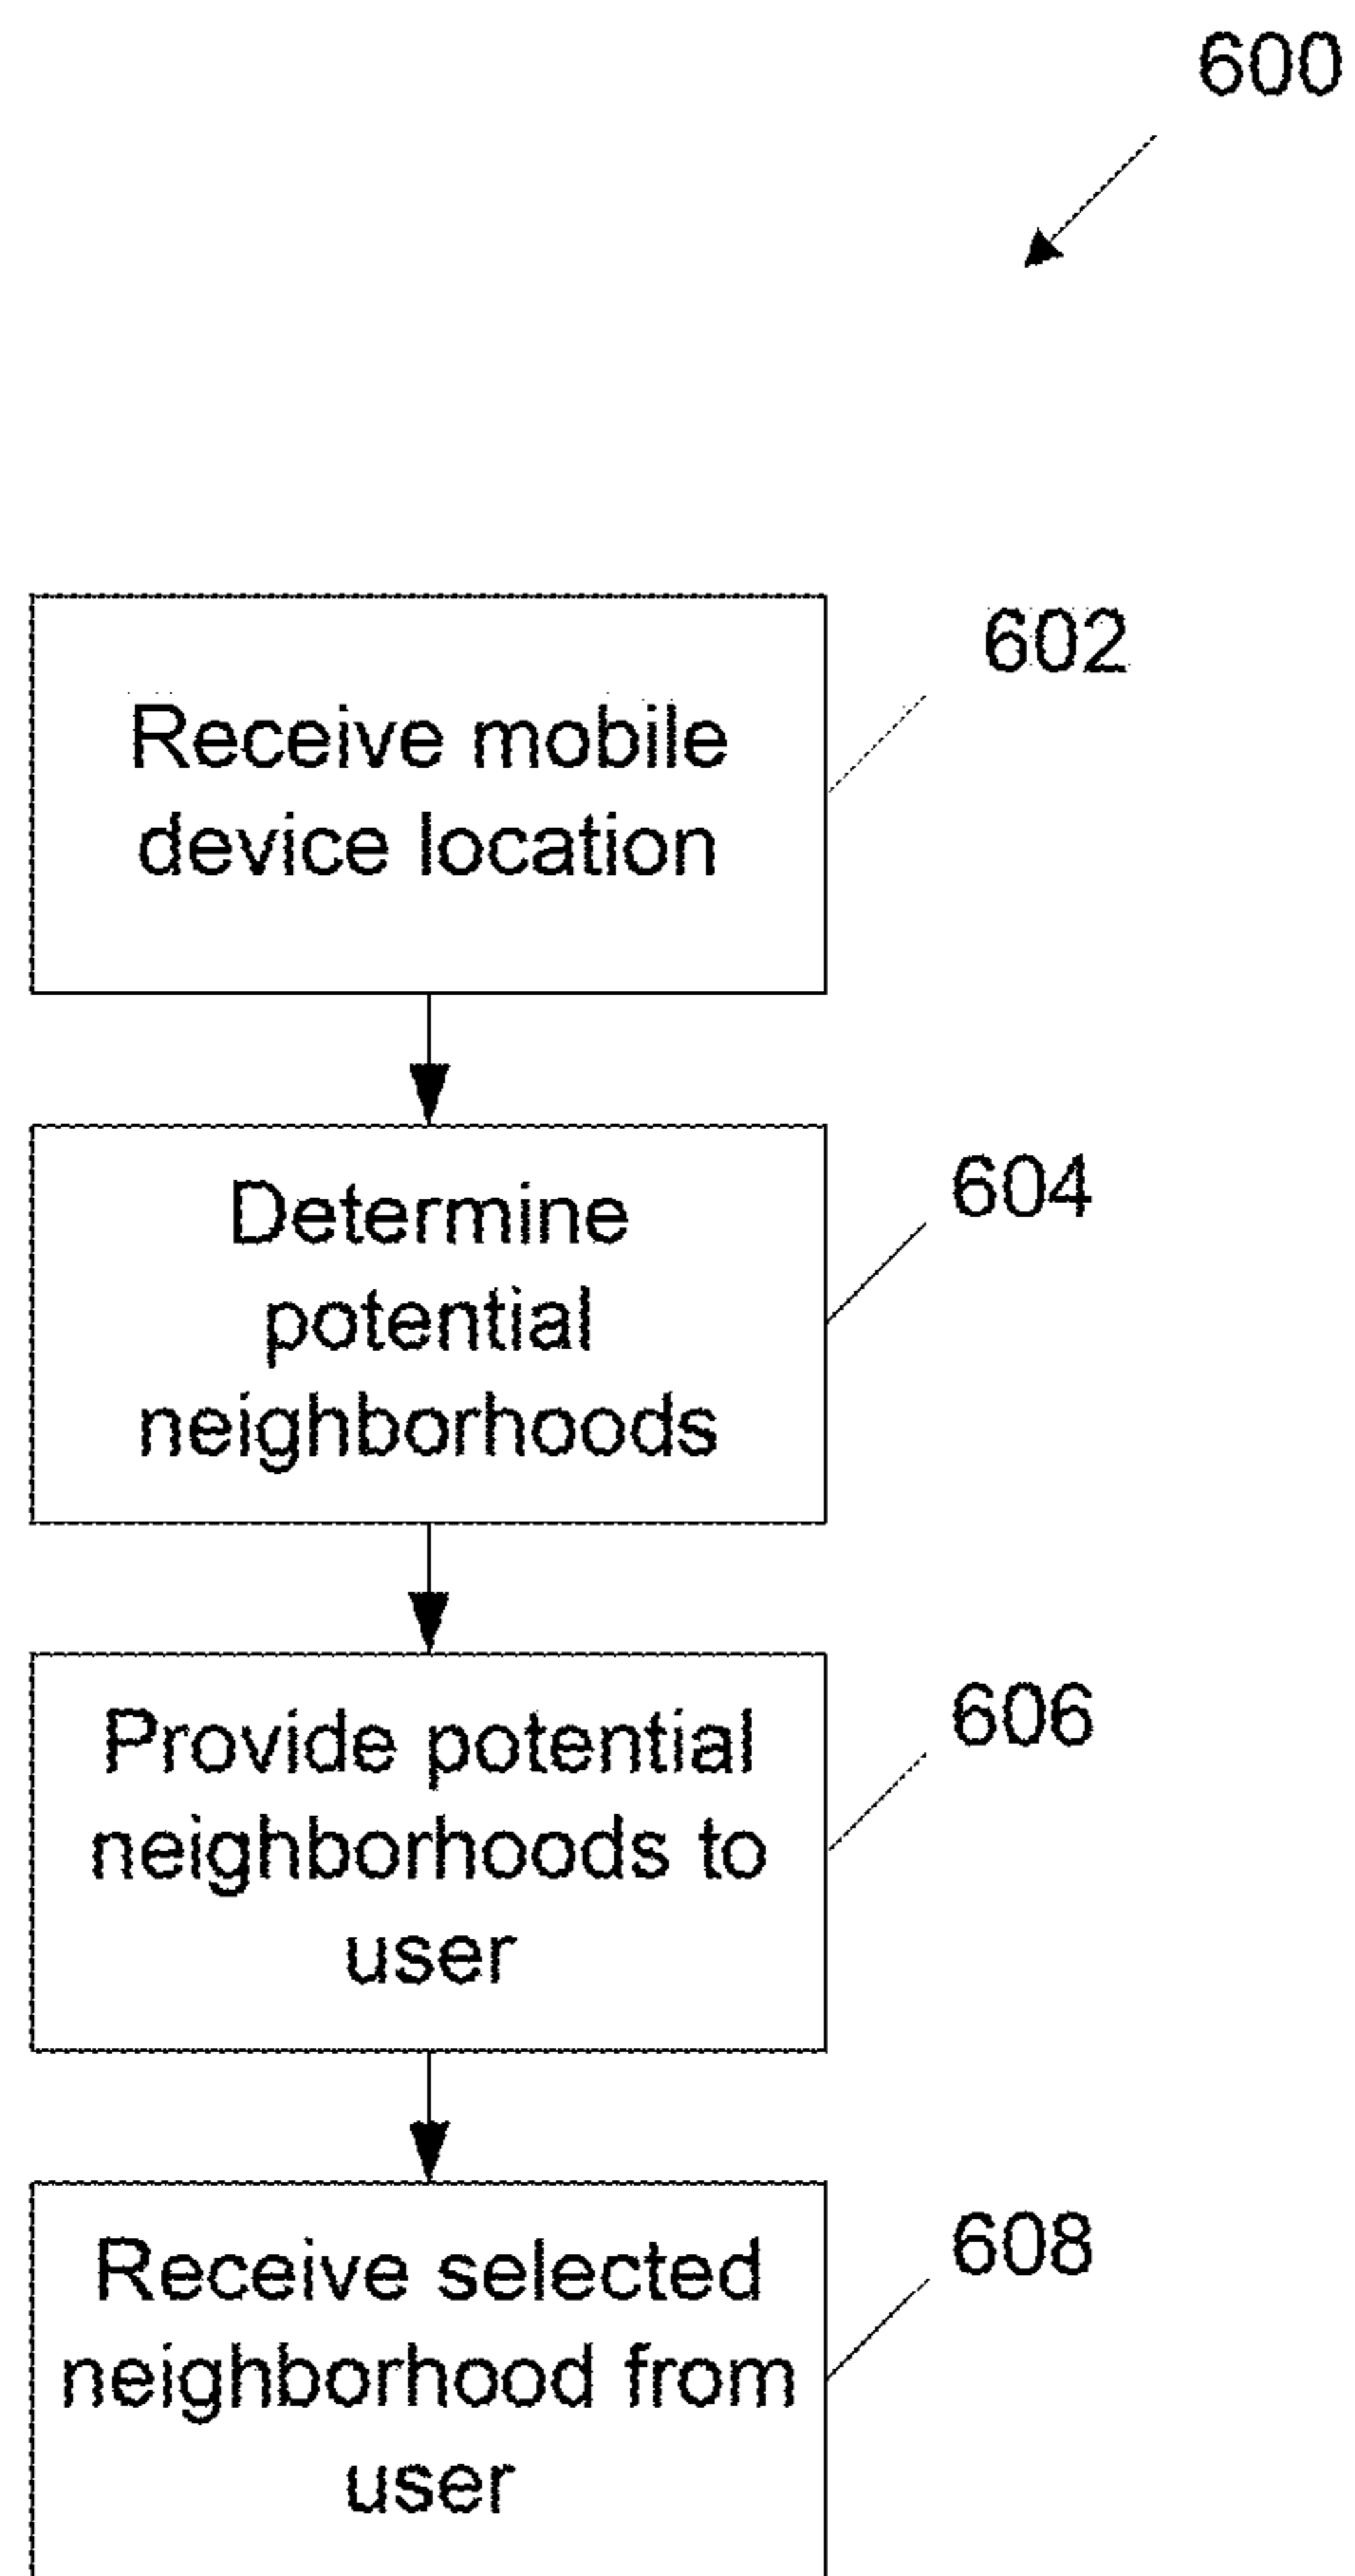 600
602
Receive mobile
device location
604
Determine
potential
neighborhoods
606
Provide potential
neighborhoods to
user
608
Receive selected
neighborhood from
user